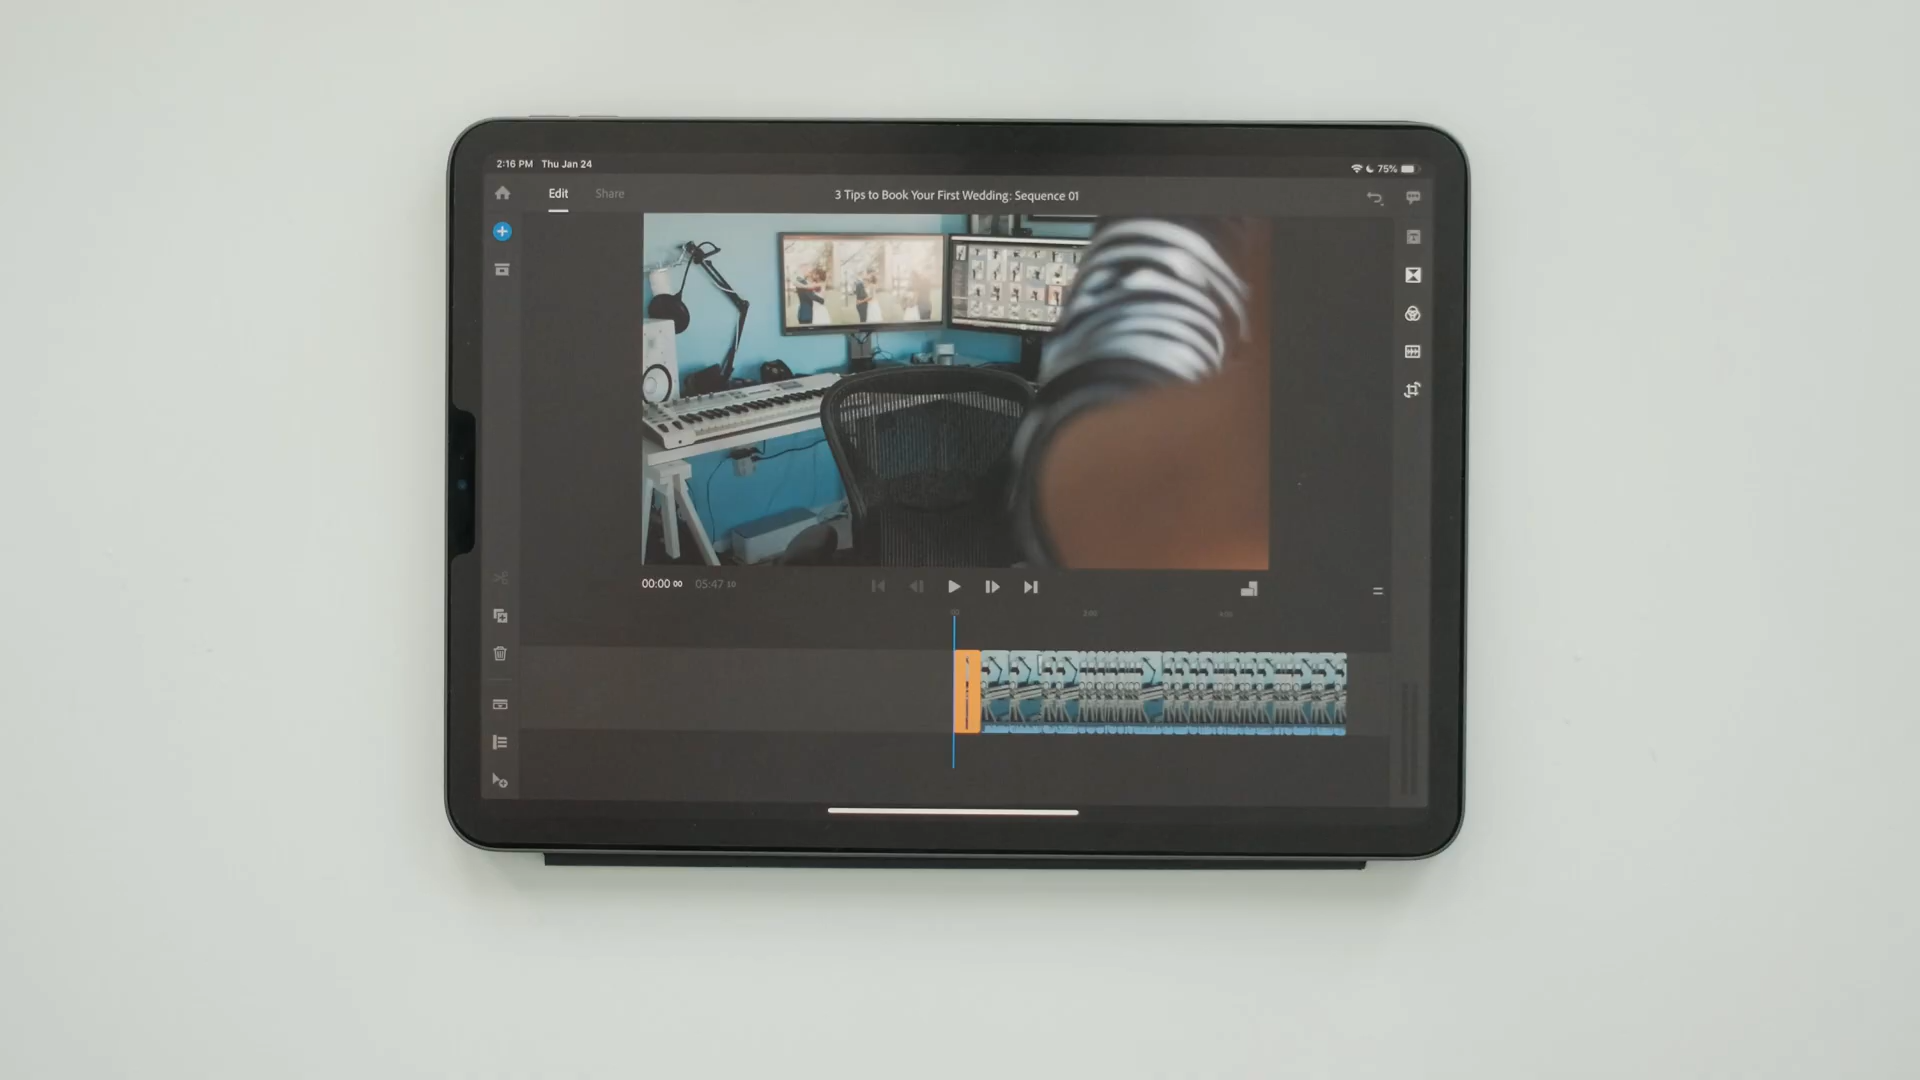 2:16 PM Thu Jan 24
75%
Edit Share
3 Tips to Book Your First Wedding: Sequence 01
00:00 00 05:47 10